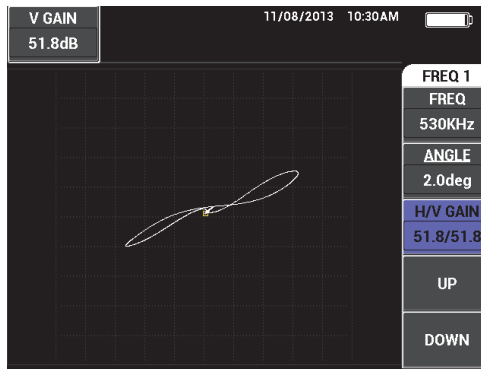 V GAIN
51.8dB
11/08/2013 10:30AM
FREQ 1
FREQ
530KHz
ANGLE
2.0deg
H/V GAIN
51.8/51.8
UP
DOWN